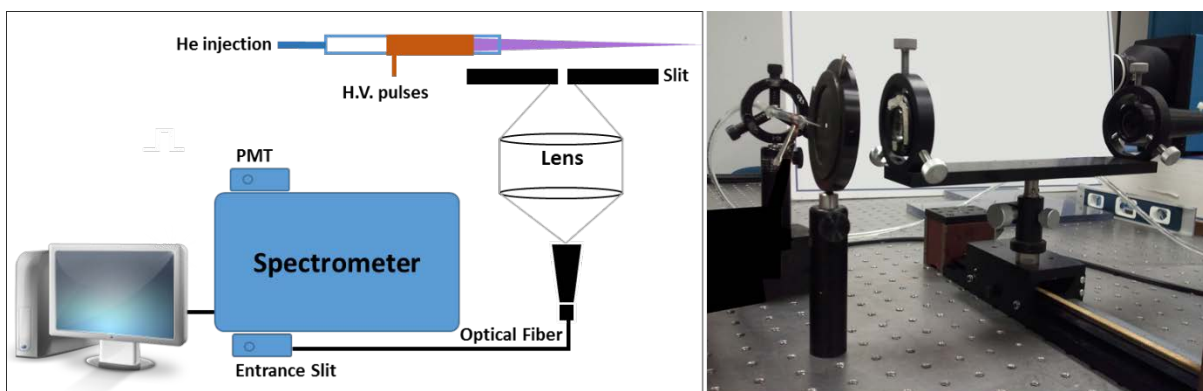 He injection
H.V. pulses
Slit
PMT
Lens
Spectrometer
Optical Fiber
Entrance Slit